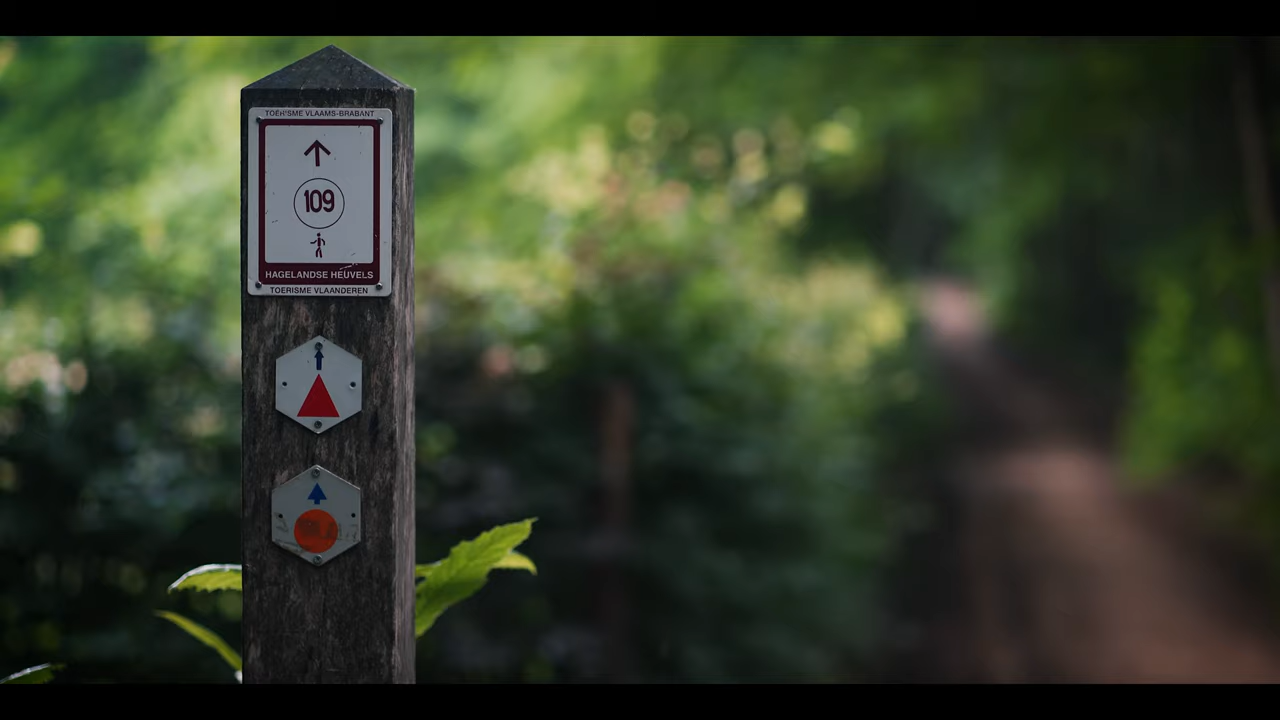 TOERISME VLAAMS-BRABANT
109
HAGELANDSE HEUVELS
TOERISME VLAANDEREN